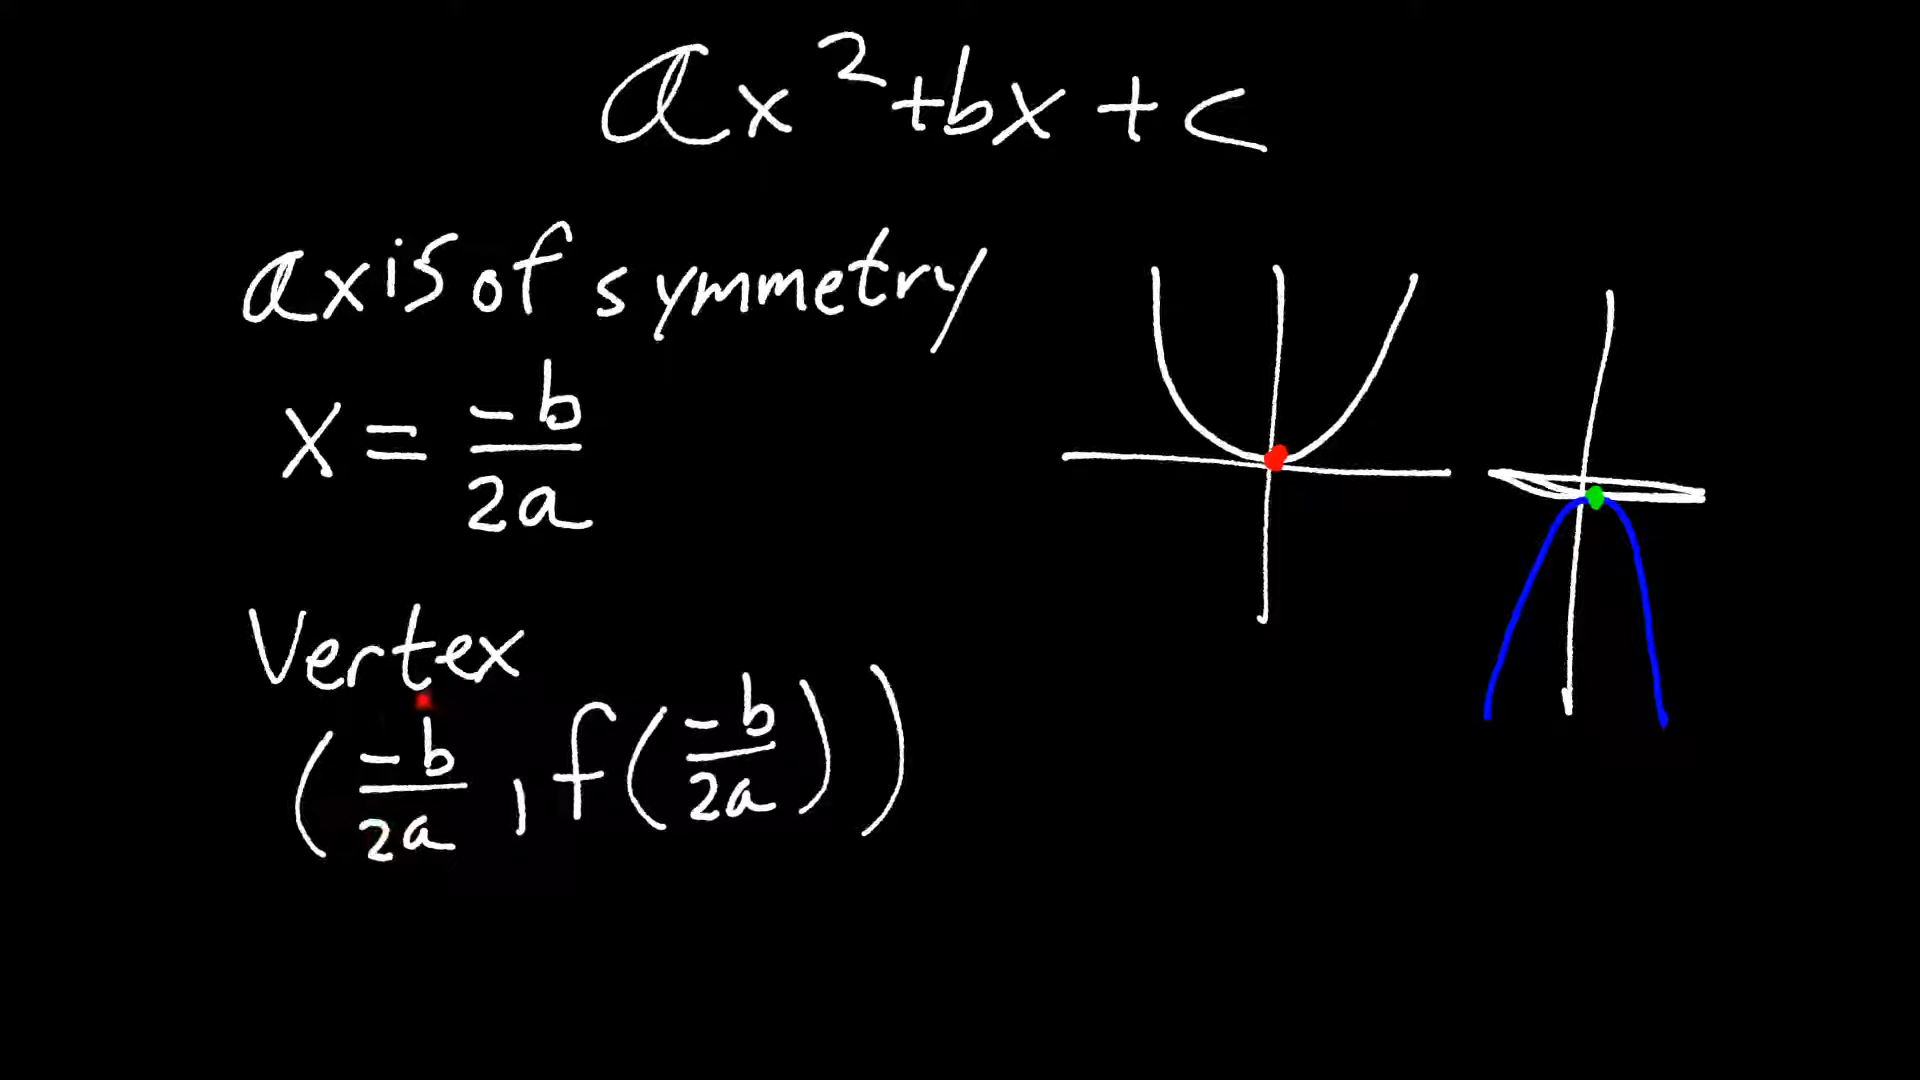 ax²+bx+c
axis of symmetry
x = -b/2a
Vertex
(-b/2a, f(-b/2a))